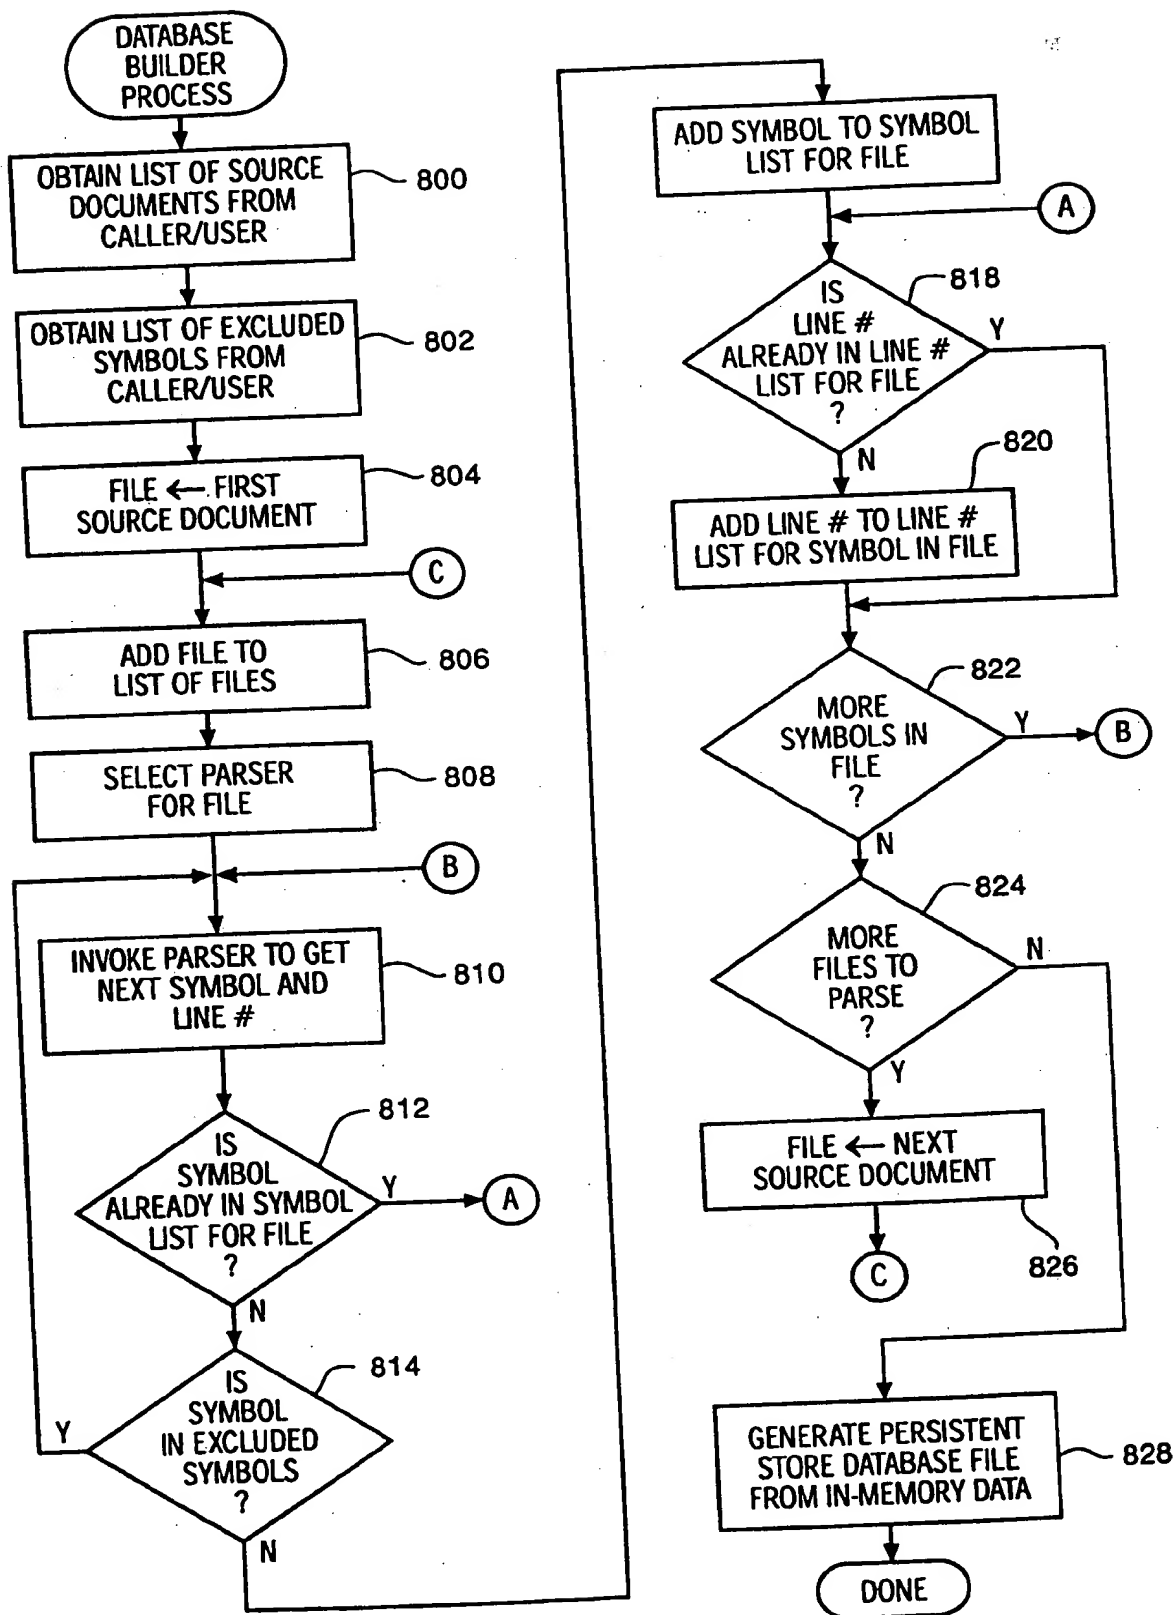 DATABASE
BUILDER
PROCESS
OBTAIN LIST OF SOURCE
DOCUMENTS FROM
CALLER/USER
800
OBTAIN LIST OF EXCLUDED
SYMBOLS FROM
CALLER/USER
802
FILE ← FIRST
SOURCE DOCUMENT
804
C
ADD FILE TO
LIST OF FILES
806
SELECT PARSER
FOR FILE
808
B
INVOKE PARSER TO GET
NEXT SYMBOL AND
LINE #
810
IS
SYMBOL
ALREADY IN SYMBOL
LIST FOR FILE
?
812
Y
A
N
IS
SYMBOL
IN EXCLUDED
SYMBOLS
?
814
Y
N
ADD SYMBOL TO SYMBOL
LIST FOR FILE
A
IS
LINE #
ALREADY IN LINE #
LIST FOR FILE
?
818
Y
N
820
ADD LINE # TO LINE #
LIST FOR SYMBOL IN FILE
MORE
SYMBOLS IN
FILE
?
822
Y
B
N
MORE
FILES TO
PARSE
?
824
N
Y
FILE ← NEXT
SOURCE DOCUMENT
826
C
GENERATE PERSISTENT
STORE DATABASE FILE
FROM IN-MEMORY DATA
828
DONE